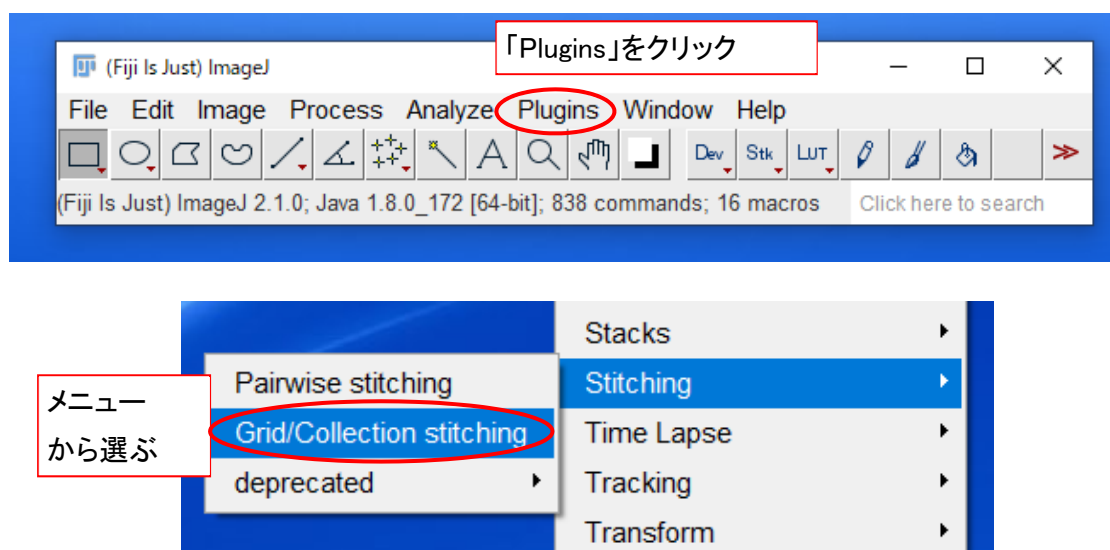 「Plugins」をクリック
(Fiji Is Just) ImageJ
File Edit Image Process Analyze Plugins Window Help
A Dev Stk LUT
(Fiji Is Just) ImageJ 2.1.0; Java 1.8.0_172 [64-bit]; 838 commands; 16 macros Click here to search
Stacks
Pairwise stitching Stitching
メニュー
Grid/Collection stitching Time Lapse
から選ぶ
deprecated Tracking
Transform